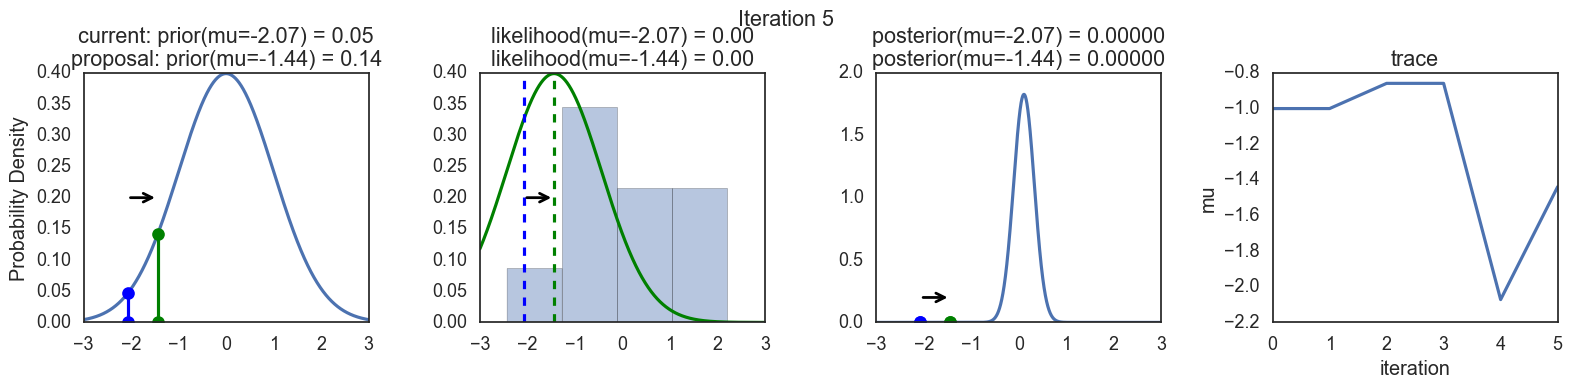 Iteration 5
current: prior(mu=-2.07) = 0.05
proposal: prior(mu=-1.44) = 0.14
Probability Density
0.40
0.35
0.30
0.25
0.20
0.15
0.10
0.05
0.00
−3 −2 −1 0 1 2 3
likelihood(mu=-2.07) = 0.00
likelihood(mu=-1.44) = 0.00
0.40
0.35
0.30
0.25
0.20
0.15
0.10
0.05
0.00
−3 −2 −1 0 1 2 3
posterior(mu=-2.07) = 0.00000
posterior(mu=-1.44) = 0.00000
2.0
1.5
1.0
0.5
0.0
−3 −2 −1 0 1 2 3
trace
mu
−0.8
−1.0
−1.2
−1.4
−1.6
−1.8
−2.0
−2.2
0 1 2 3 4 5
iteration